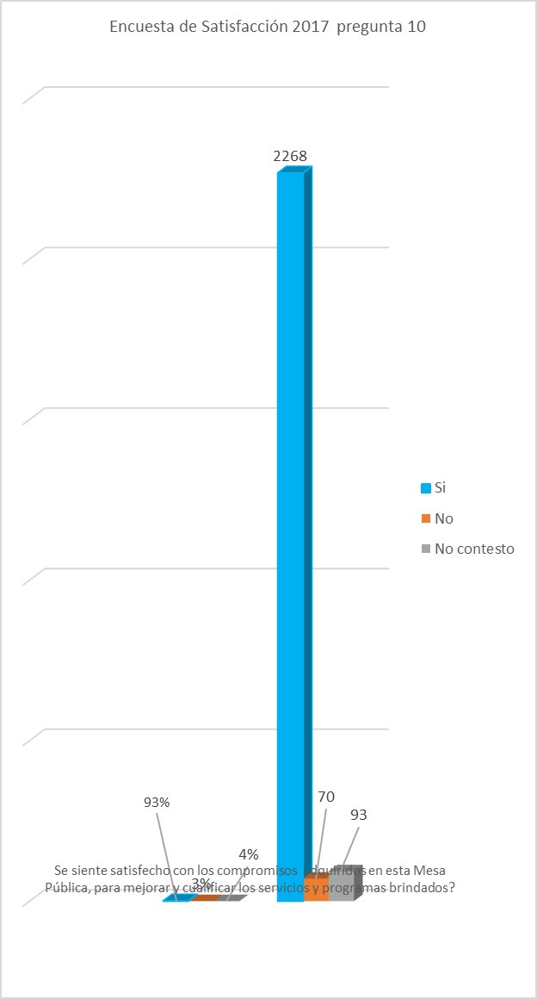 Encuesta de Satisfacción 2017 pregunta 10
2268
Si
No
No contesto
93%
70
93
4%
3%
Se siente satisfecho con los compromisos adquiridos en esta Mesa
Pública, para mejorar y cualificar los servicios y programas brindados?